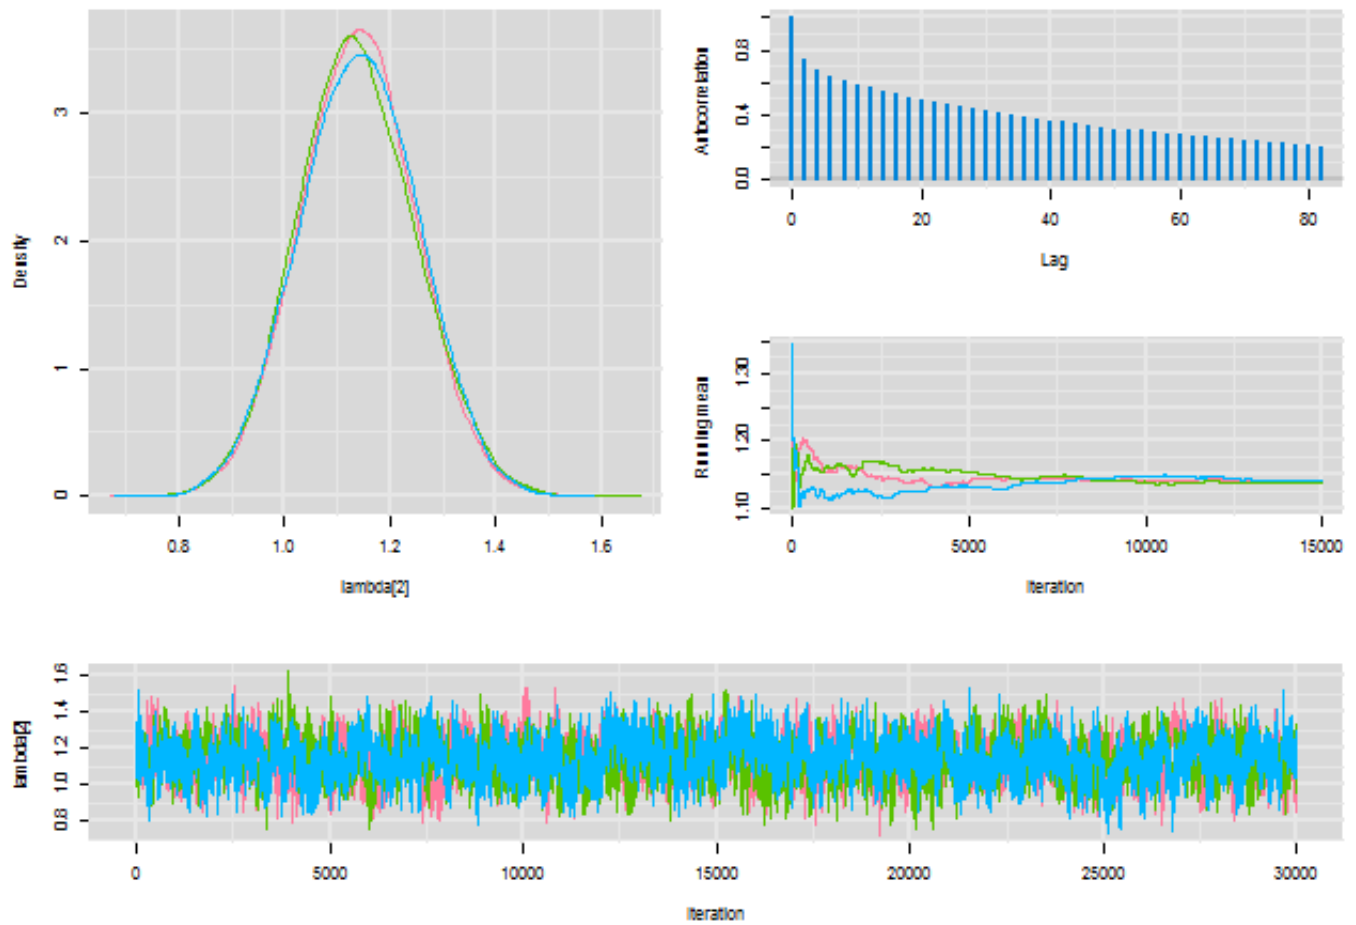 Density
3
2
1
0
0.8 1.0 1.2 1.4 1.6
lambda[2]
Autocorrelation
0.8
0.4
0.0
0 20 40 60 80
Lag
Running mean
1.30
1.20
1.10
0 5000 10000 15000
Iteration
lambda[2]
1.6
1.4
1.2
1.0
0.8
0 5000 10000 15000 20000 25000 30000
Iteration